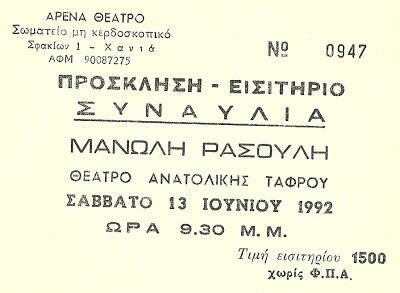 ΑΡΕΝΑ ΘΕΑΤΡΟ
Σωματείο μη κερδοσκοπικό
Σφακίων 1 - Χανιά
ΑΦΜ 90087275
Nº 0947
ΠΡΟΣΚΛΗΣΗ - ΕΙΣΙΤΗΡΙΟ
ΣΥΝΑΥΛΙΑ
ΜΑΝΩΛΗ ΡΑΣΟΥΛΗ
ΘΕΑΤΡΟ ΑΝΑΤΟΛΙΚΗΣ ΤΑΦΡΟΥ
ΣΑΒΒΑΤΟ 13 ΙΟΥΝΙΟΥ 1992
ΩΡΑ 9.30 Μ.Μ.
Τιμή εισιτηρίου 1500
χωρίς Φ.Π.Α.